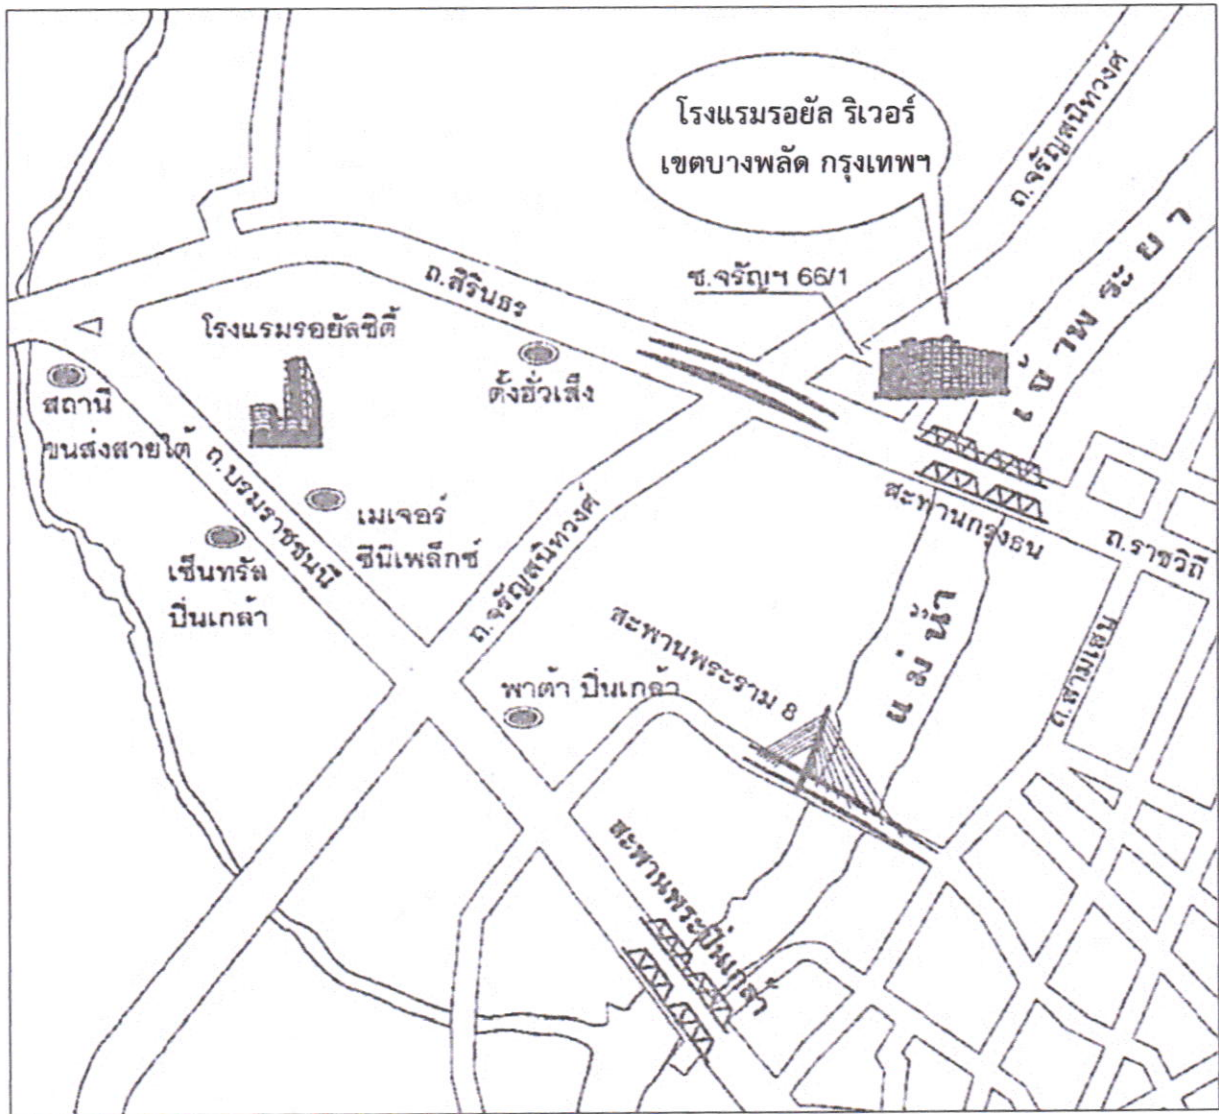 โรงแรมรอยัล ริเวอร์
เขตบางพลัด กรุงเทพฯ
ถ.จรัญสนิทวงศ์
ซ.จรัญฯ 66/1
ถ.สิรินธร
โรงแรมรอยัลซิตี้
ตั้งฮั่วเส็ง
สถานี
ขนส่งสายใต้
ถ.บรมราชชนนี
เมเจอร์
ซีนีเพล็กซ์
เซ็นทรัล
ปิ่นเกล้า
ถ.จรัญสนิทวงศ์
สะพานกรุงธน
ถ.ราชวิถี
แม่น้ำ
เจ้าพระยา
ถ.สามเสน
สะพานพระราม 8
พาต้า ปิ่นเกล้า
สะพานพระปิ่นเกล้า